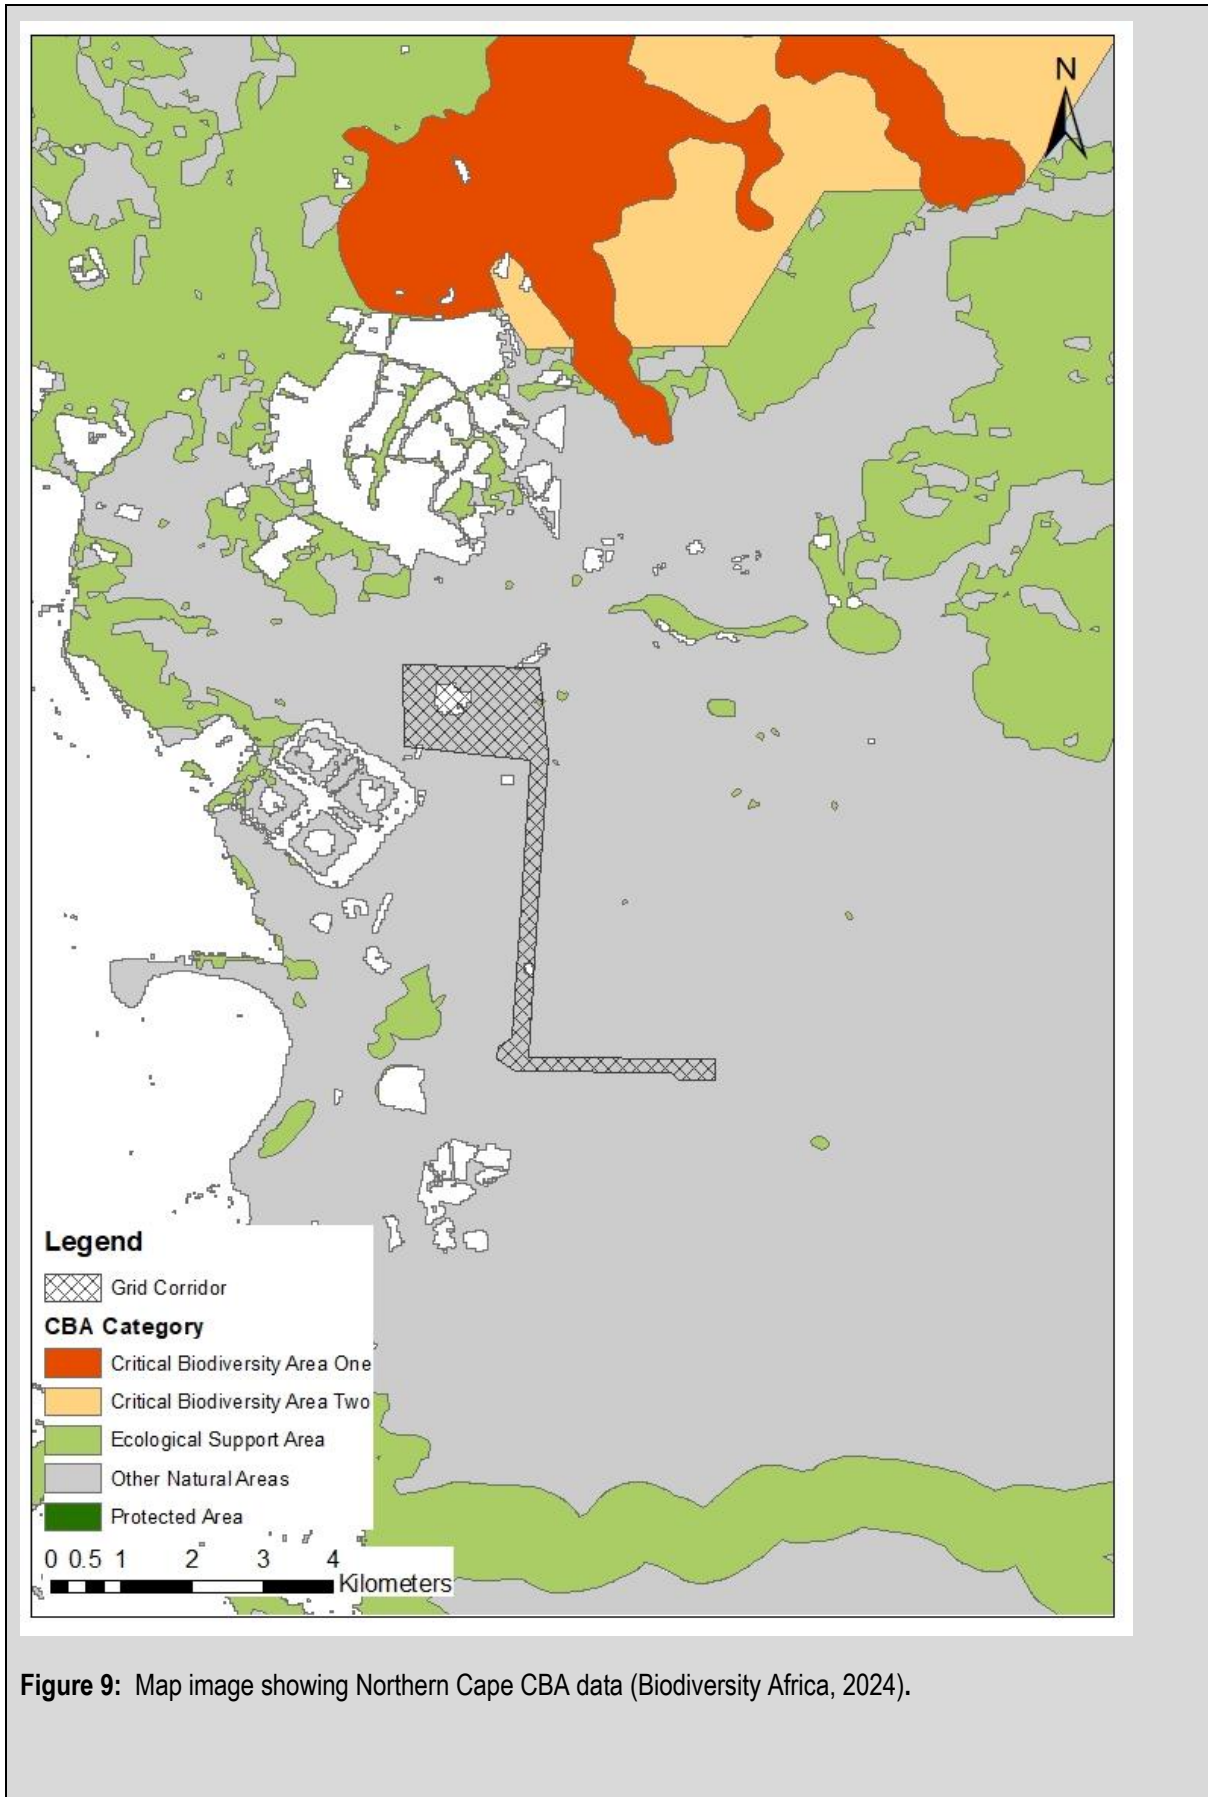 N
Legend
Grid Corridor
CBA Category
Critical Biodiversity Area One
Critical Biodiversity Area Two
Ecological Support Area
Other Natural Areas
Protected Area
0 0.5 1 2 3 4
Kilometers
Figure 9: Map image showing Northern Cape CBA data (Biodiversity Africa, 2024).